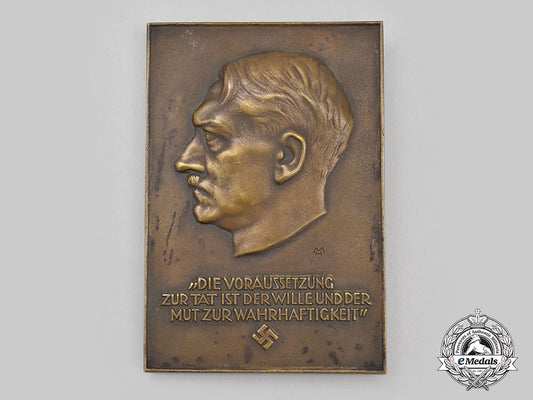 M
„DIE VORAUSSETZUNG
ZUR TAT IST DER WILLE UND DER
MUT ZUR WAHRHAFTIGKEIT"
eMedals